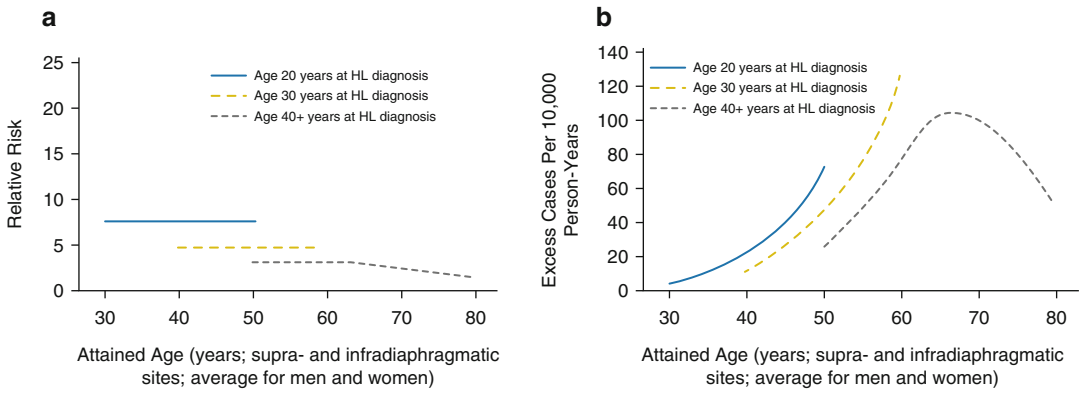 a
25
20
15
10
5
0
Relative Risk
Age 20 years at HL diagnosis
Age 30 years at HL diagnosis
Age 40+ years at HL diagnosis
30 40 50 60 70 80
Attained Age (years; supra- and infradiaphragmatic
sites; average for men and women)
b
140
120
100
80
60
40
20
0
Excess Cases Per 10,000
Person-Years
Age 20 years at HL diagnosis
Age 30 years at HL diagnosis
Age 40+ years at HL diagnosis
30 40 50 60 70 80
Attained Age (years; supra- and infradiaphragmatic
sites; average for men and women)